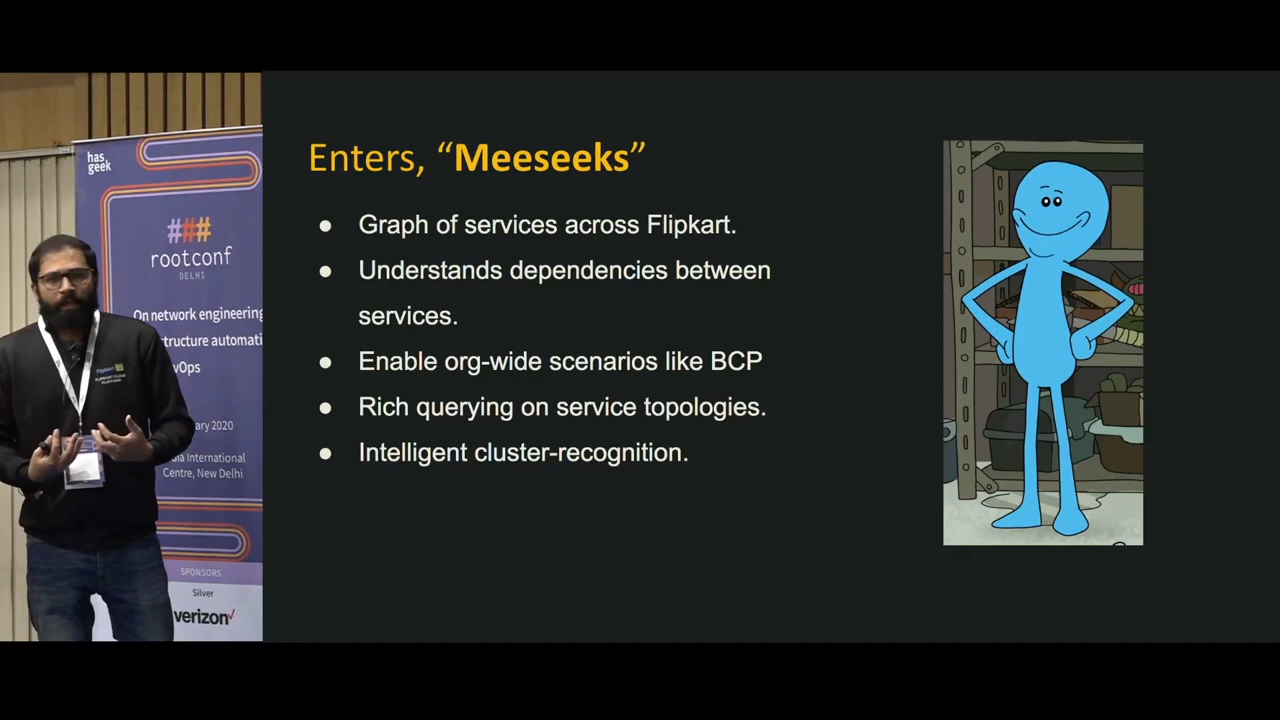 has
geek
###
rootconf
DELHI
On network engineering
structure automati
Ops
2020
Centre, New Delhi
SPONSORS
Silver
verizon
flipkart
Enters, “Meeseeks”
● Graph of services across Flipkart.
● Understands dependencies between
services.
● Enable org-wide scenarios like BCP
● Rich querying on service topologies.
● Intelligent cluster-recognition.